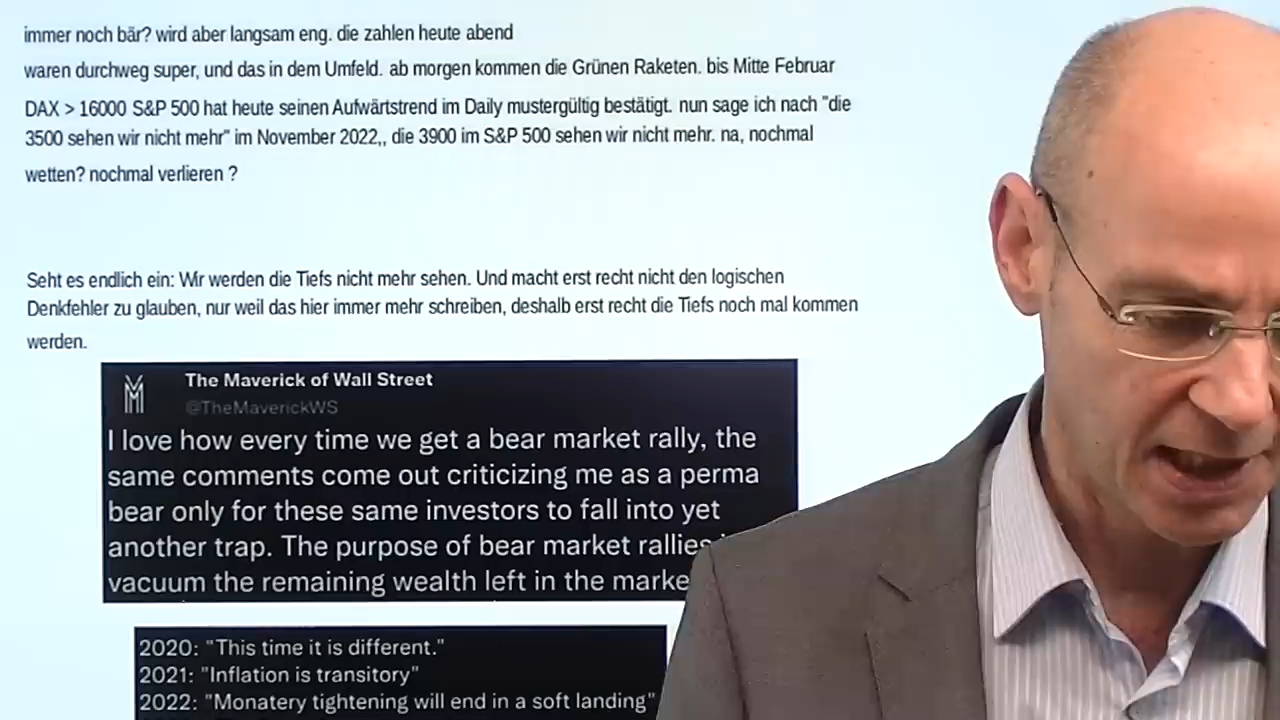 immer noch bär? wird aber langsam eng. die zahlen heute abend
waren durchweg super, und das in dem Umfeld. ab morgen kommen die Grünen Raketen. bis Mitte Februar
DAX > 16000 S&P 500 hat heute seinen Aufwärtstrend im Daily mustergültig bestätigt. nun sage ich nach "die
3500 sehen wir nicht mehr" im November 2022,, die 3900 im S&P 500 sehen wir nicht mehr. na, nochmal
wetten? nochmal verlieren ?
Seht es endlich ein: Wir werden die Tiefs nicht mehr sehen. Und macht erst recht nicht den logischen
Denkfehler zu glauben, nur weil das hier immer mehr schreiben, deshalb erst recht die Tiefs noch mal kommen
werden.
The Maverick of Wall Street
@TheMaverickWS
I love how every time we get a bear market rally, the
same comments come out criticizing me as a perma
bear only for these same investors to fall into yet
another trap. The purpose of bear market rallies
vacuum the remaining wealth left in the marke
2020: "This time it is different."
2021: "Inflation is transitory"
2022: "Monatery tightening will end in a soft landing"